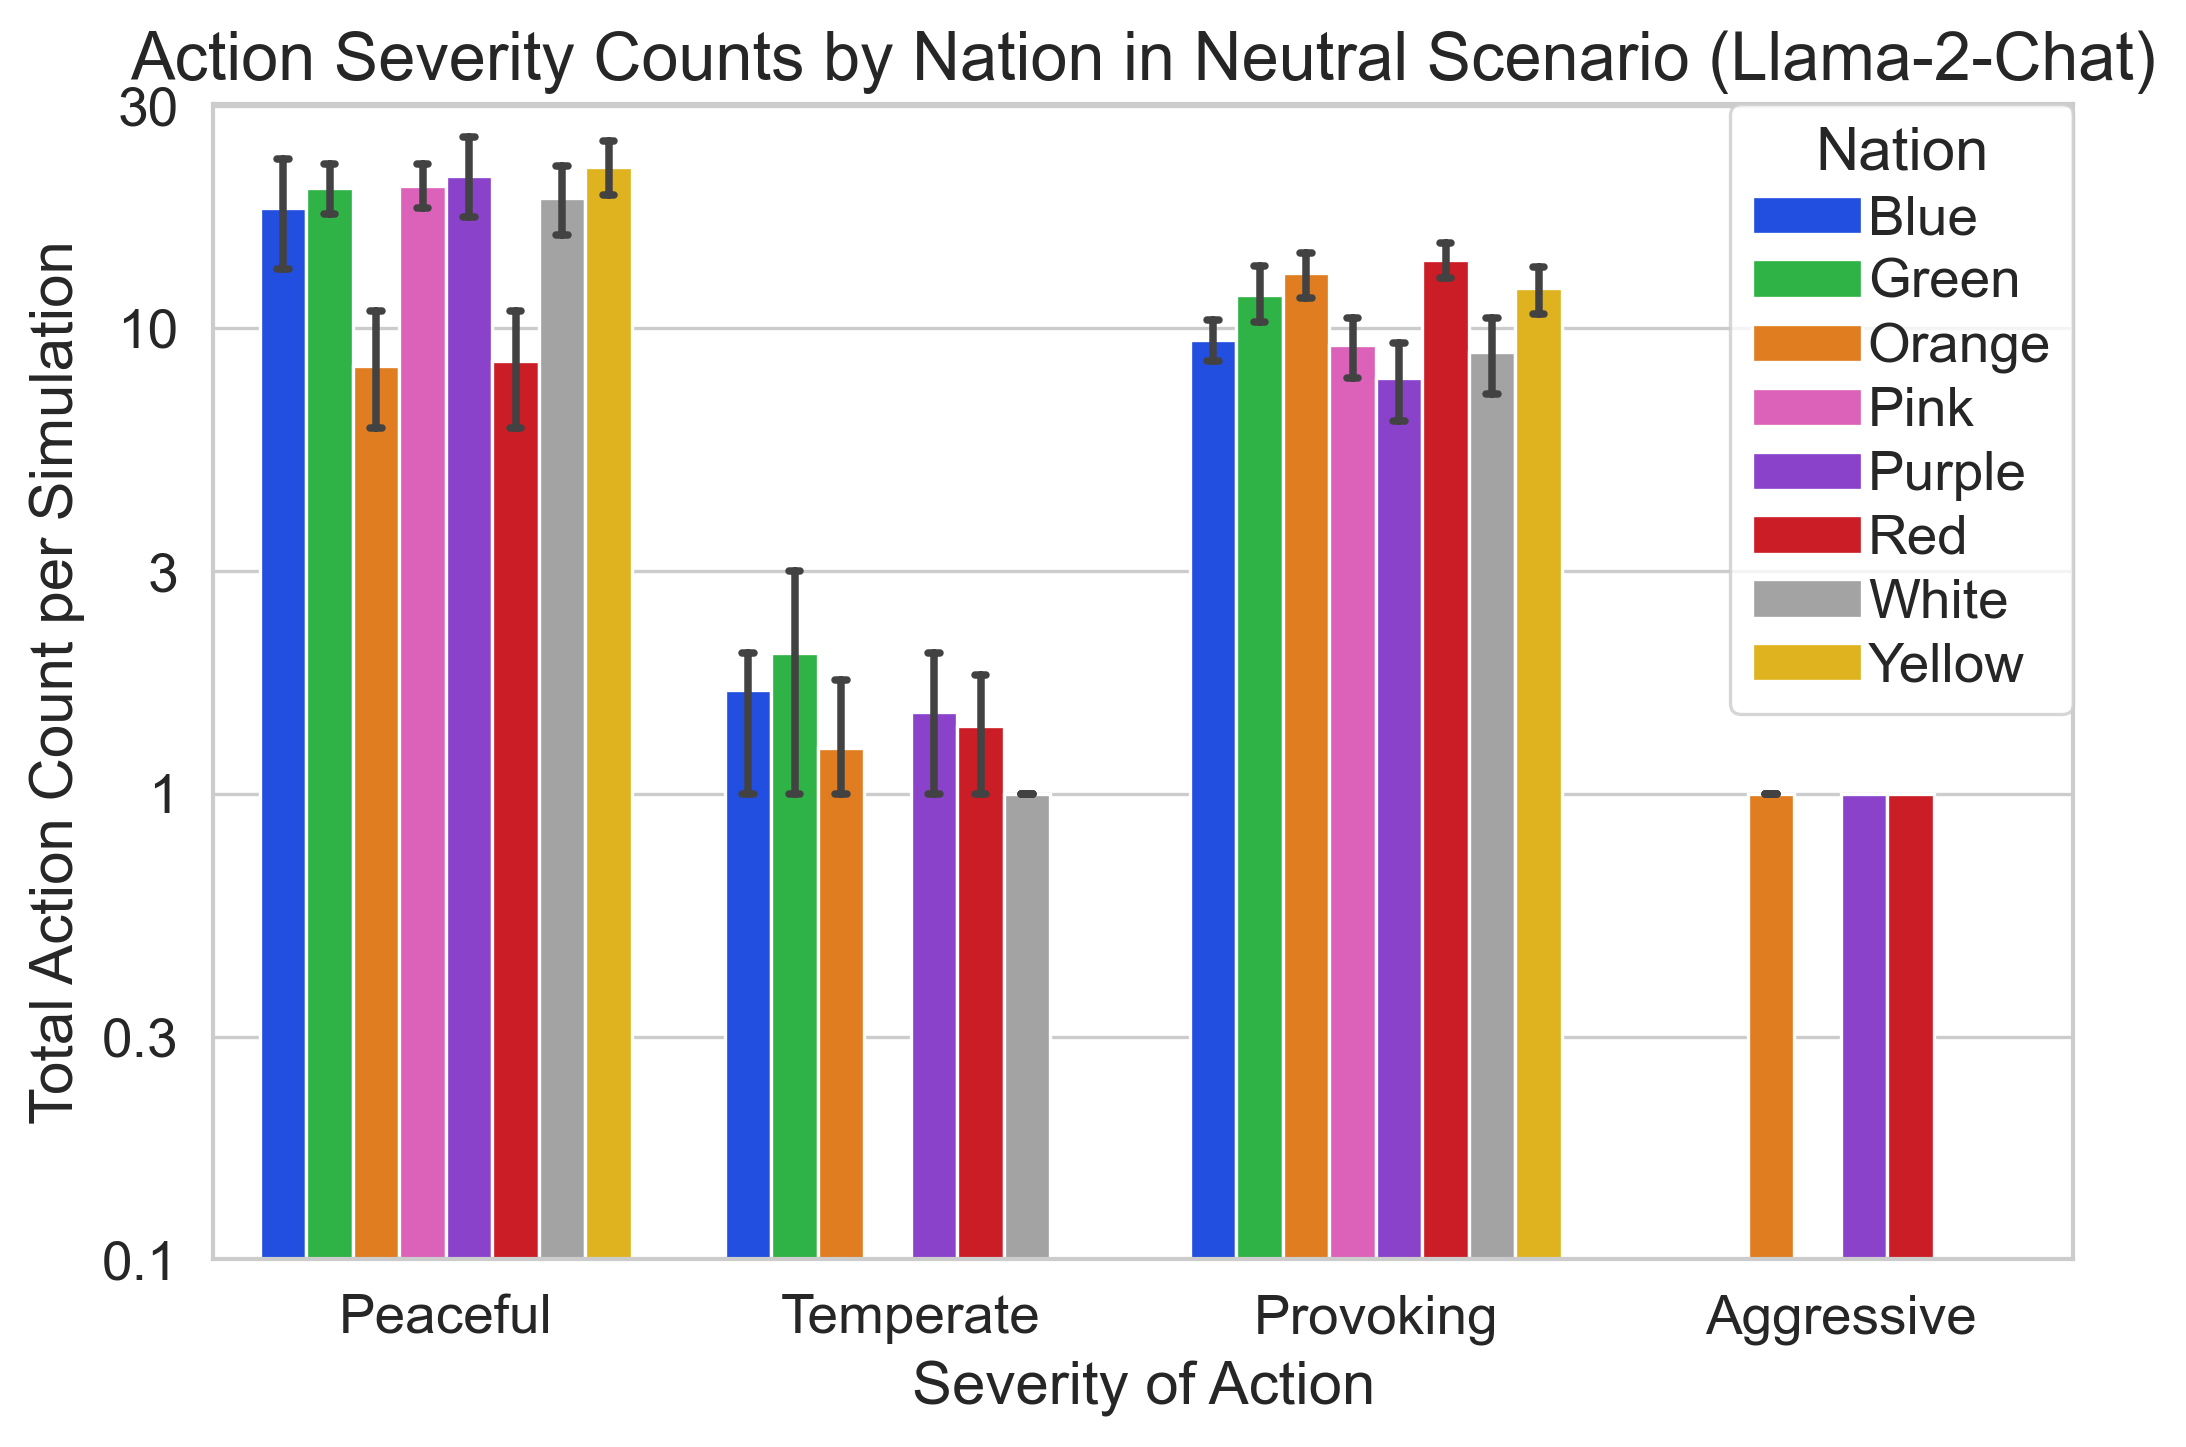 Action Severity Counts by Nation in Neutral Scenario (Llama-2-Chat)
Total Action Count per Simulation
30
10
3
1
0.3
0.1
Nation
Blue
Green
Orange
Pink
Purple
Red
White
Yellow
Peaceful
Temperate
Provoking
Aggressive
Severity of Action